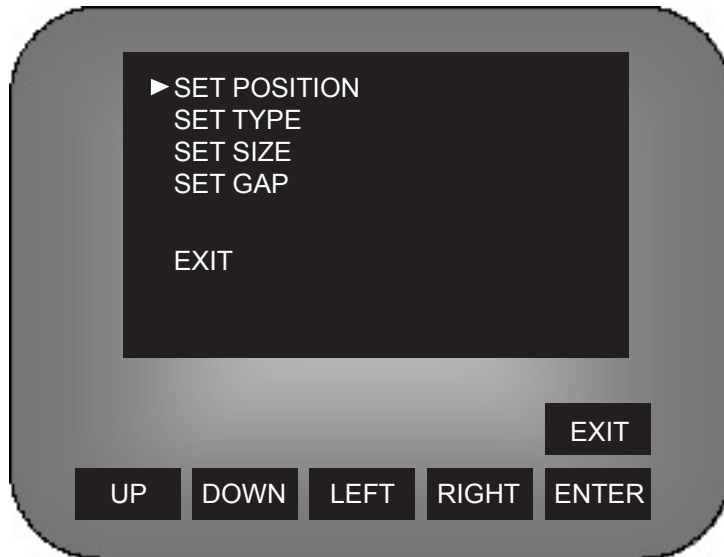 ►SET POSITION
SET TYPE
SET SIZE
SET GAP
EXIT
EXIT
UP DOWN LEFT RIGHT ENTER